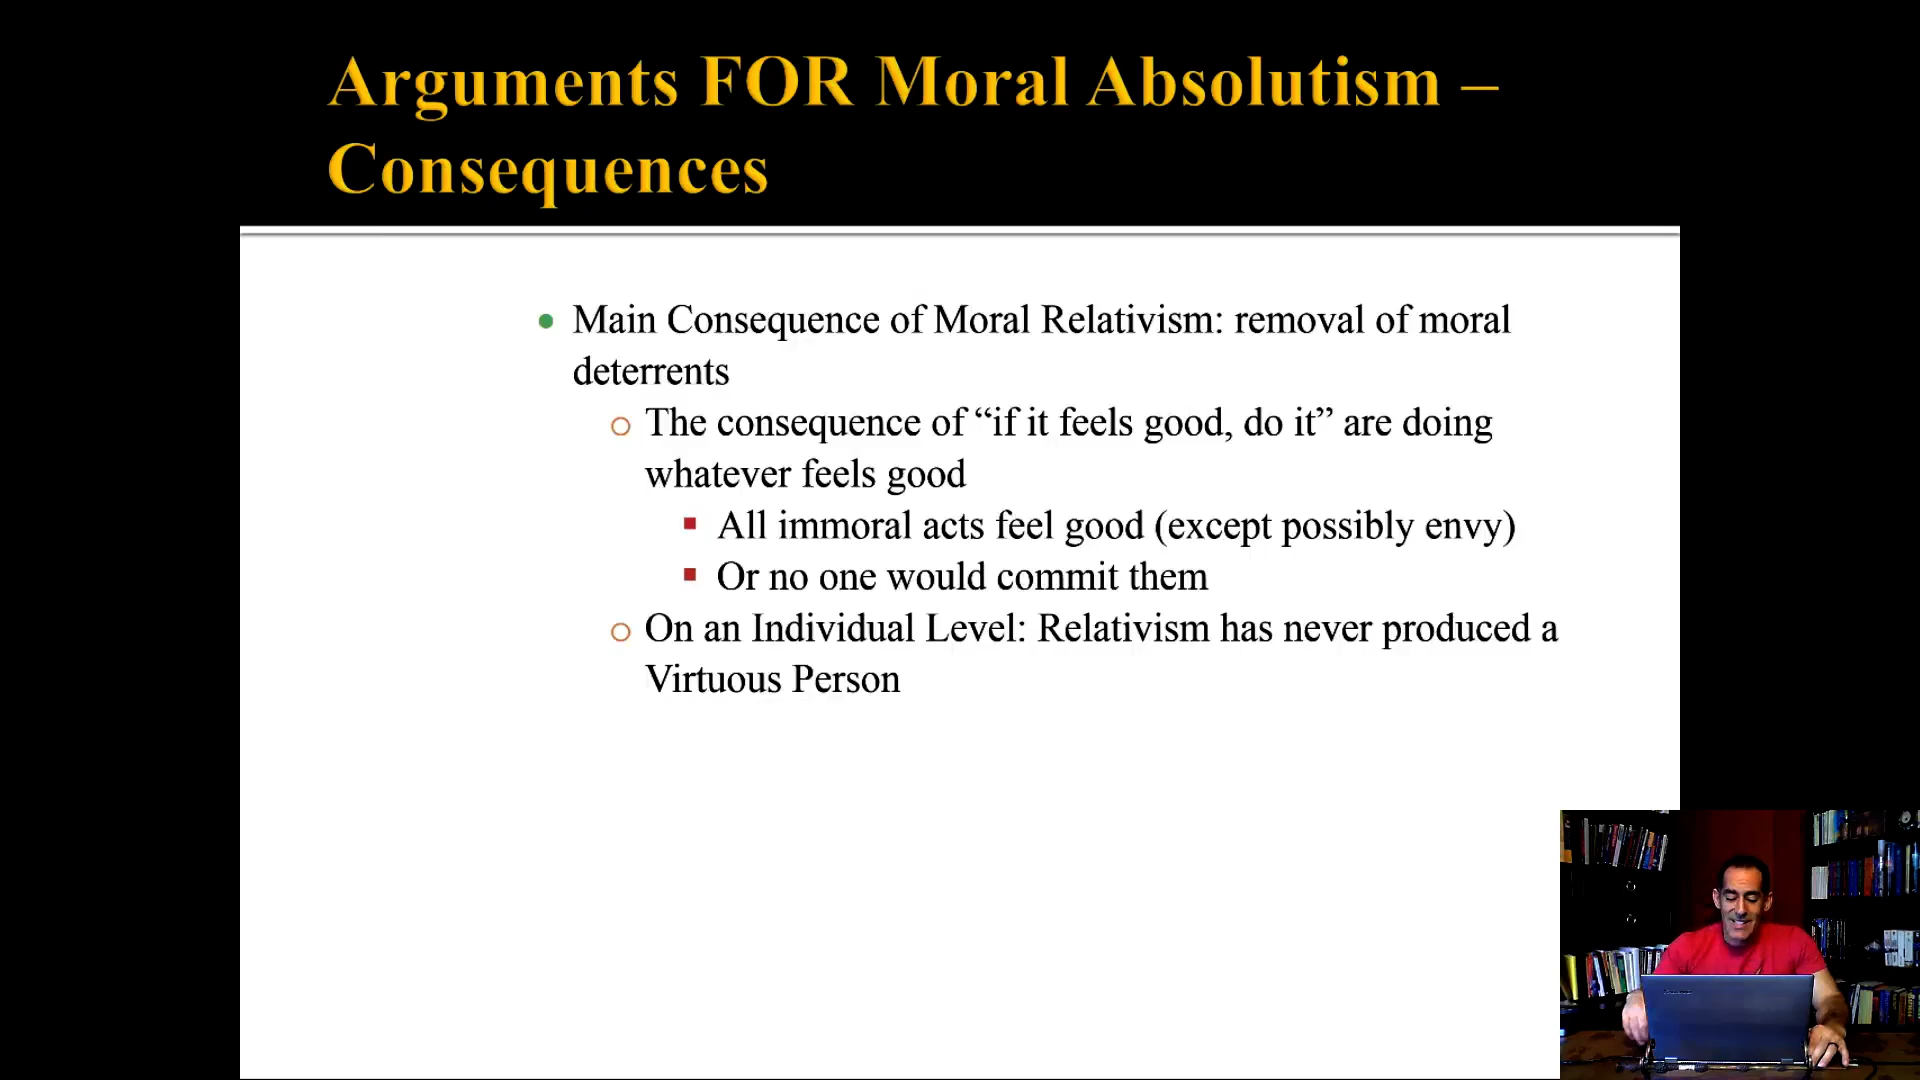 Arguments FOR Moral Absolutism –
Consequences
Main Consequence of Moral Relativism: removal of moral
deterrents
The consequence of “if it feels good, do it” are doing
whatever feels good
All immoral acts feel good (except possibly envy)
Or no one would commit them
On an Individual Level: Relativism has never produced a
Virtuous Person